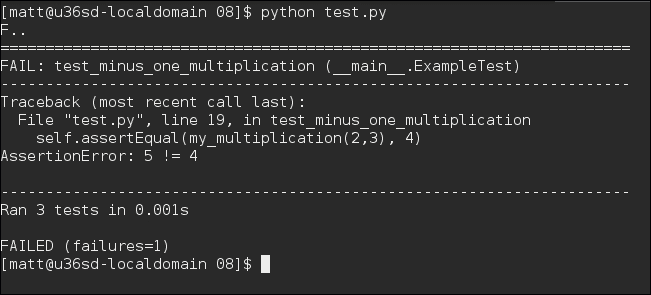 [matt@u36sd-localdomain 08]$ python test.py
F..
======================================================================
FAIL: test_minus_one_multiplication (__main__.ExampleTest)
----------------------------------------------------------------------
Traceback (most recent call last):
  File "test.py", line 19, in test_minus_one_multiplication
    self.assertEqual(my_multiplication(2,3), 4)
AssertionError: 5 != 4

----------------------------------------------------------------------
Ran 3 tests in 0.001s

FAILED (failures=1)
[matt@u36sd-localdomain 08]$